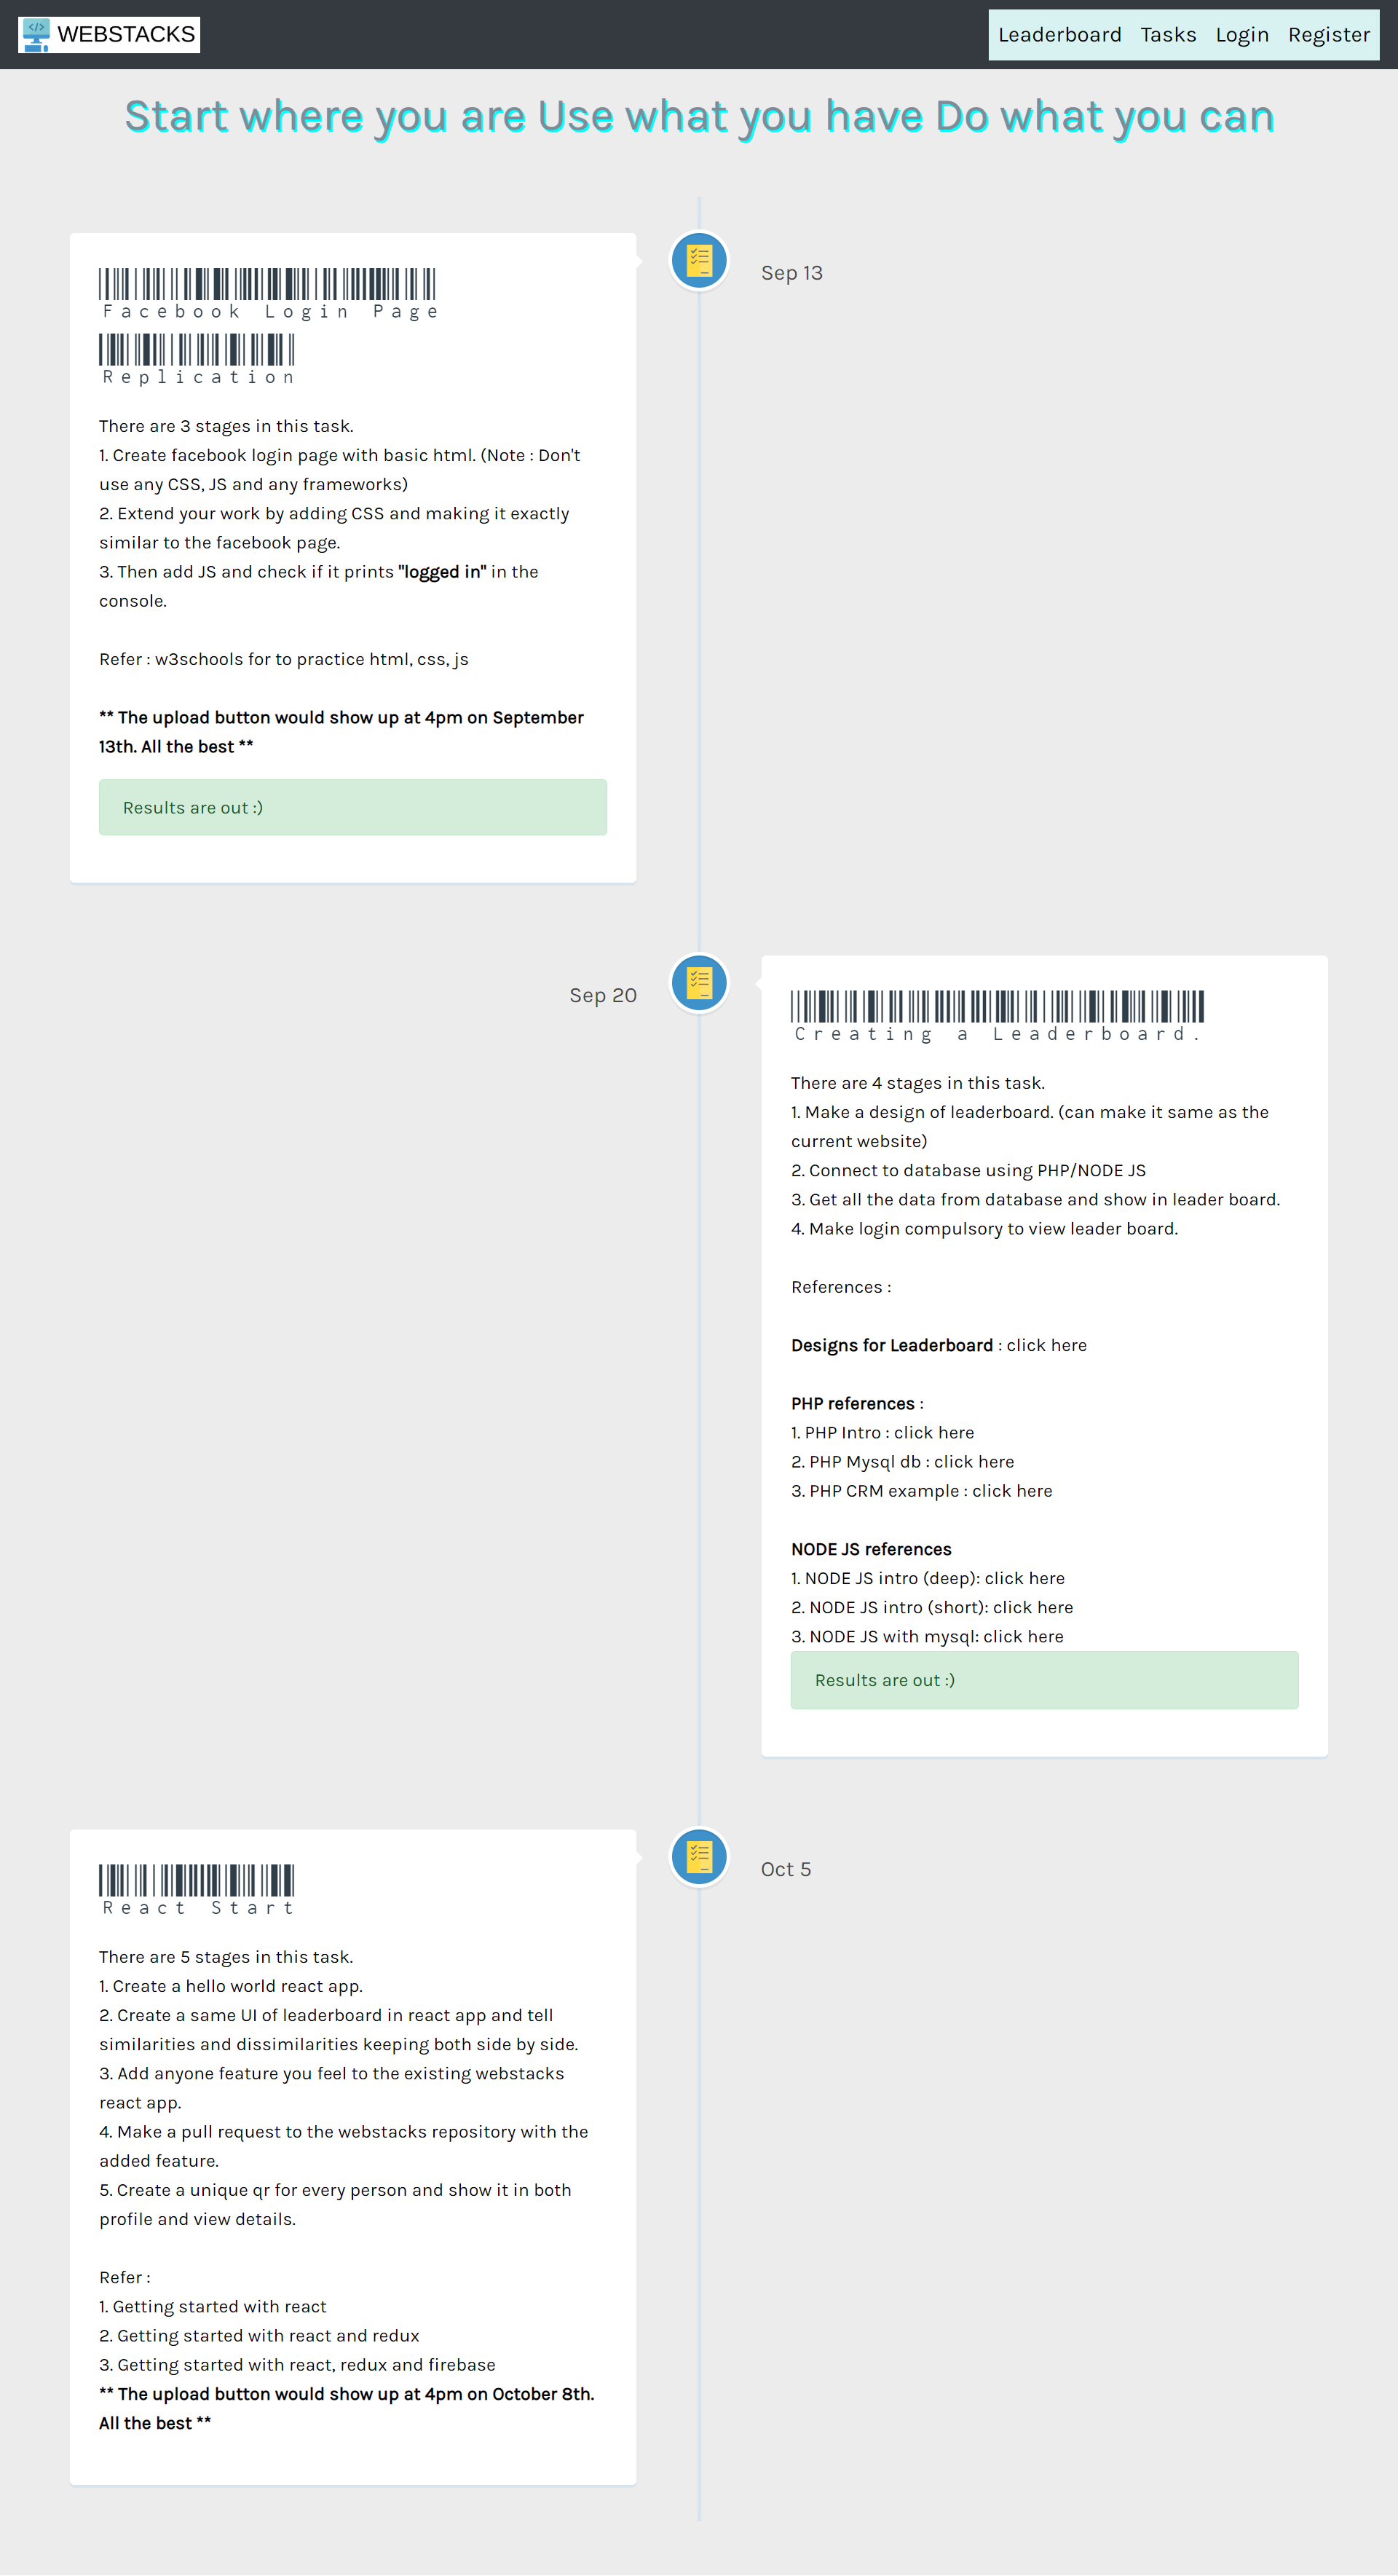 WEBSTACKS
Leaderboard Tasks Login Register
Start where you are Use what you have Do what you can
Sep 13
Facebook Login Page
Replication
There are 3 stages in this task.
1. Create facebook login page with basic html. (Note : Don't
use any CSS, JS and any frameworks)
2. Extend your work by adding CSS and making it exactly
similar to the facebook page.
3. Then add JS and check if it prints "logged in" in the
console.
Refer : w3schools for to practice html, css, js
** The upload button would show up at 4pm on September
13th. All the best **
Results are out :)
Sep 20
Creating a Leaderboard.
There are 4 stages in this task.
1. Make a design of leaderboard. (can make it same as the
current website)
2. Connect to database using PHP/NODE JS
3. Get all the data from database and show in leader board.
4. Make login compulsory to view leader board.
References :
Designs for Leaderboard : click here
PHP references :
1. PHP Intro : click here
2. PHP Mysql db : click here
3. PHP CRM example : click here
NODE JS references
1. NODE JS intro (deep): click here
2. NODE JS intro (short): click here
3. NODE JS with mysql: click here
Results are out :)
Oct 5
React Start
There are 5 stages in this task.
1. Create a hello world react app.
2. Create a same UI of leaderboard in react app and tell
similarities and dissimilarities keeping both side by side.
3. Add anyone feature you feel to the existing webstacks
react app.
4. Make a pull request to the webstacks repository with the
added feature.
5. Create a unique qr for every person and show it in both
profile and view details.
Refer :
1. Getting started with react
2. Getting started with react and redux
3. Getting started with react, redux and firebase
** The upload button would show up at 4pm on October 8th.
All the best **